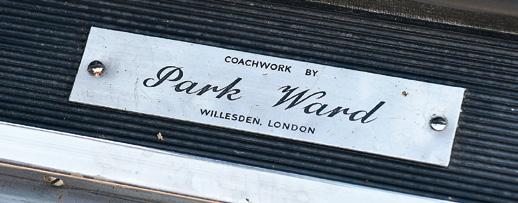 COACHWORK BY
Park Ward
WILLESDEN, LONDON